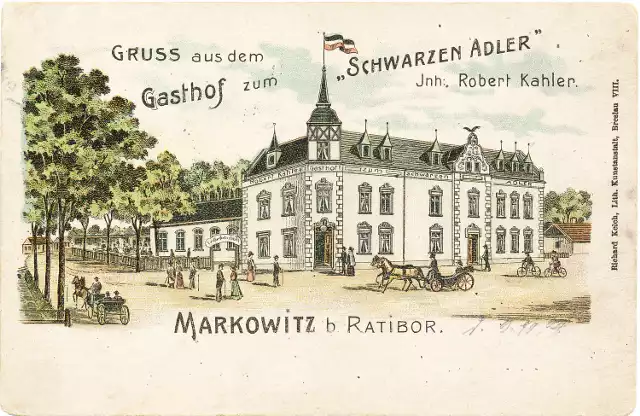 GRUSS aus dem
Gasthof zum
„SCHWARZEN ADLER"
Jnh. Robert Kahler.
Richard Koch, Lith. Kunstanstalt, Breslau VIII.
MARKOWITZ b RATIBOR.